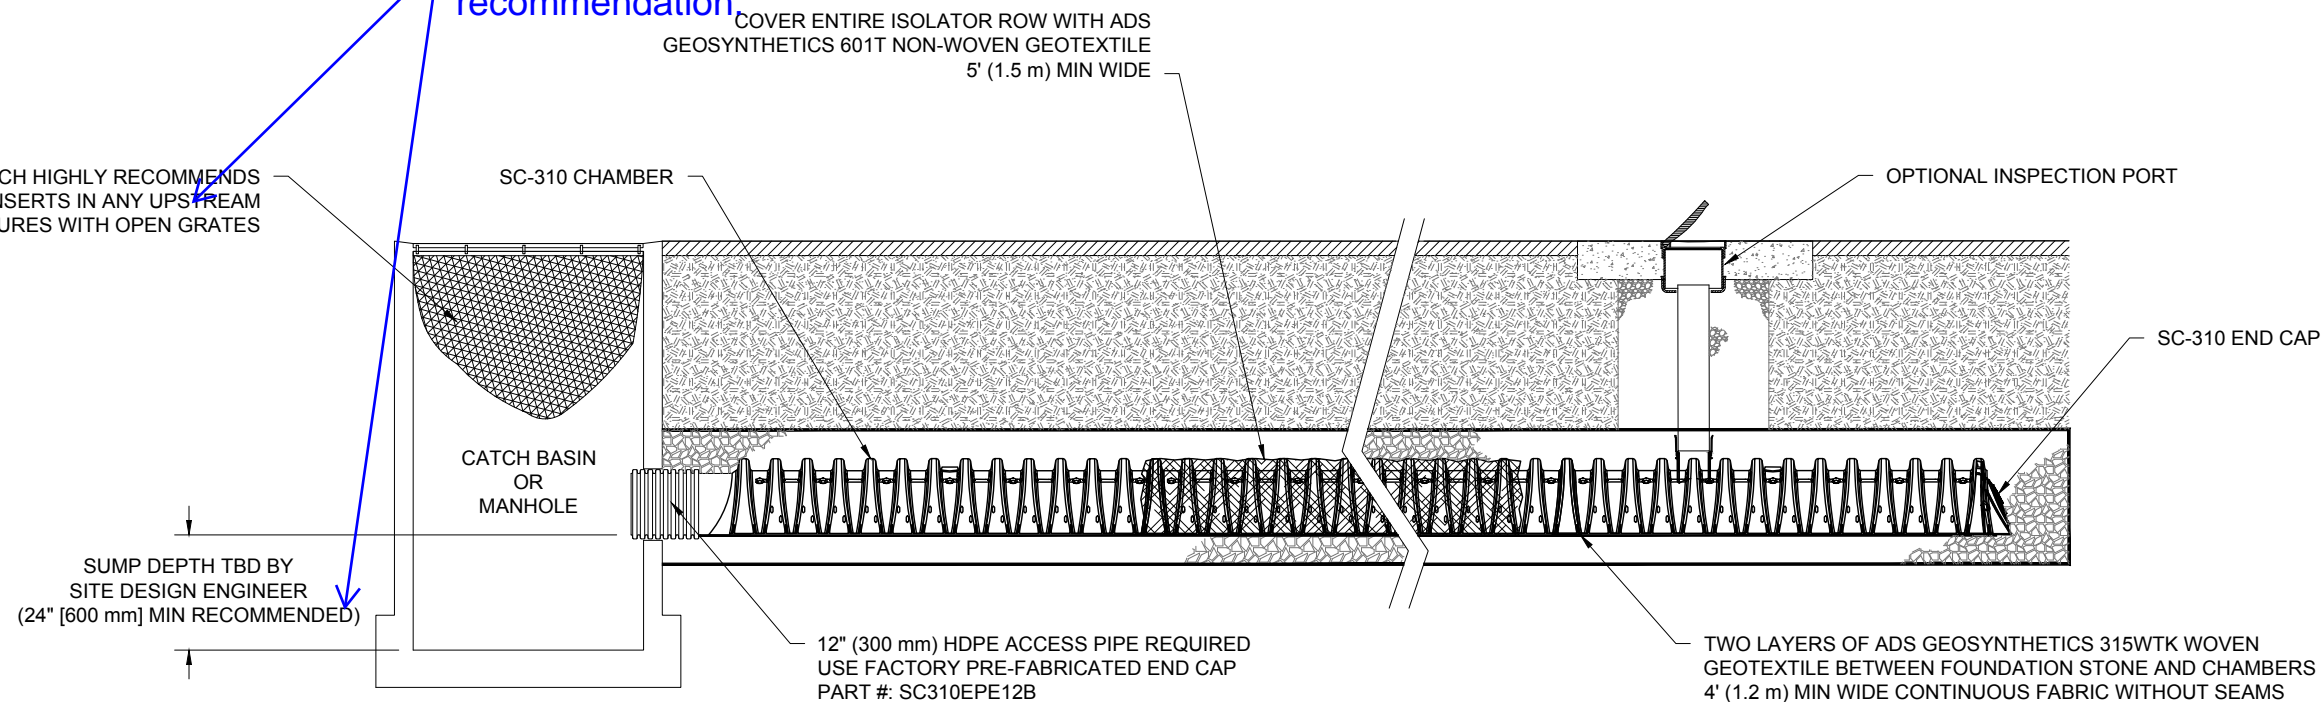 recommendation.
COVER ENTIRE ISOLATOR ROW WITH ADS
GEOSYNTHETICS 601T NON-WOVEN GEOTEXTILE
5' (1.5 m) MIN WIDE
CH HIGHLY RECOMMENDS
NSERTS IN ANY UPSTREAM
URES WITH OPEN GRATES
SC-310 CHAMBER
OPTIONAL INSPECTION PORT
SC-310 END CAP
CATCH BASIN
OR
MANHOLE
SUMP DEPTH TBD BY
SITE DESIGN ENGINEER
(24" [600 mm] MIN RECOMMENDED)
12" (300 mm) HDPE ACCESS PIPE REQUIRED
USE FACTORY PRE-FABRICATED END CAP
PART #: SC310EPE12B
TWO LAYERS OF ADS GEOSYNTHETICS 315WTK WOVEN
GEOTEXTILE BETWEEN FOUNDATION STONE AND CHAMBERS
4' (1.2 m) MIN WIDE CONTINUOUS FABRIC WITHOUT SEAMS